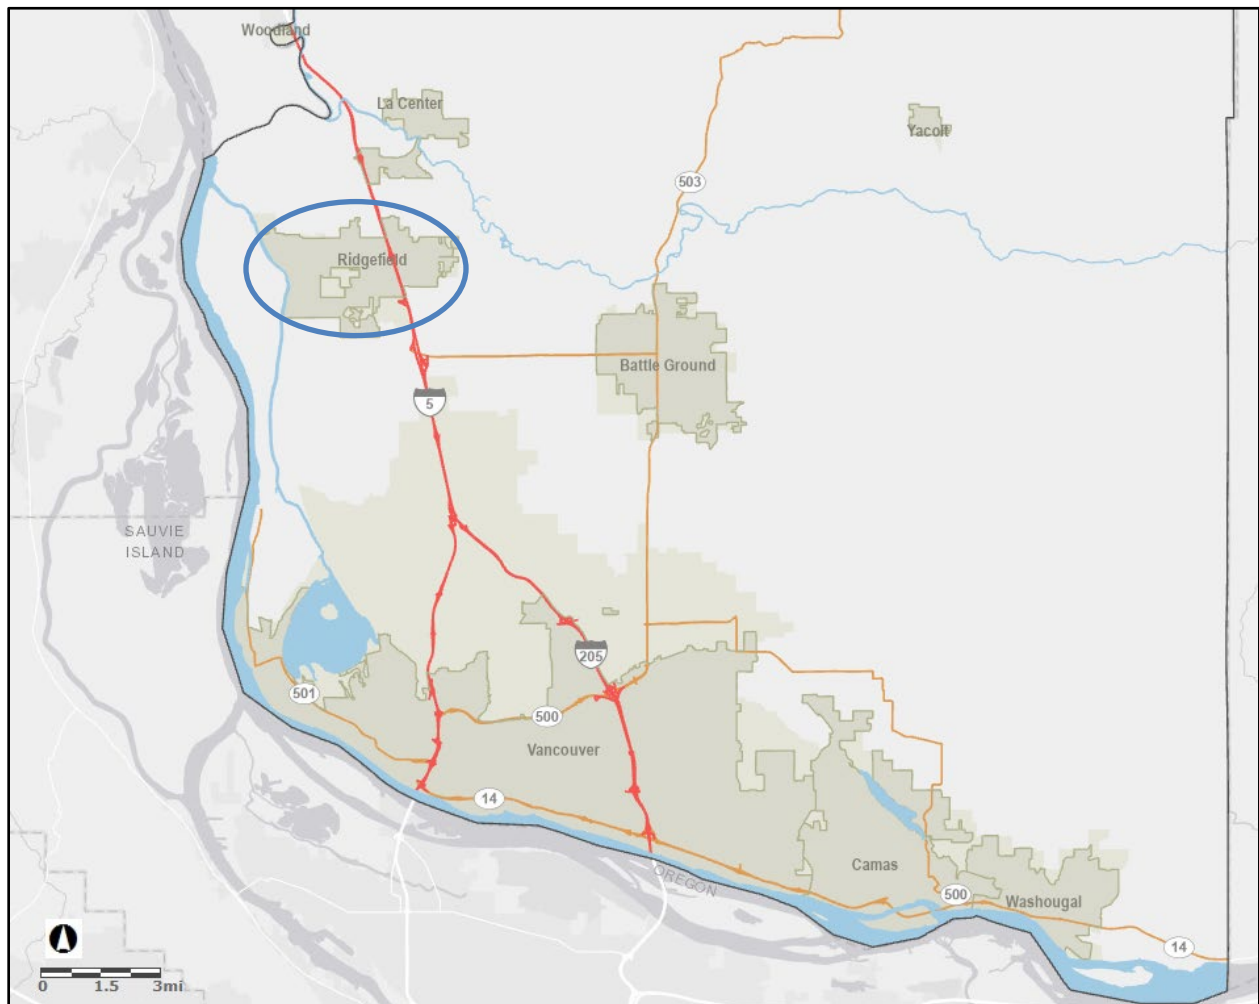 Woodland
La Center
Yacolt
503
Ridgefield
Battle Ground
5
SAUVIE
ISLAND
205
501
500
Vancouver
14
Camas
OREGON
500
Washougal
14
0 1.5 3mi